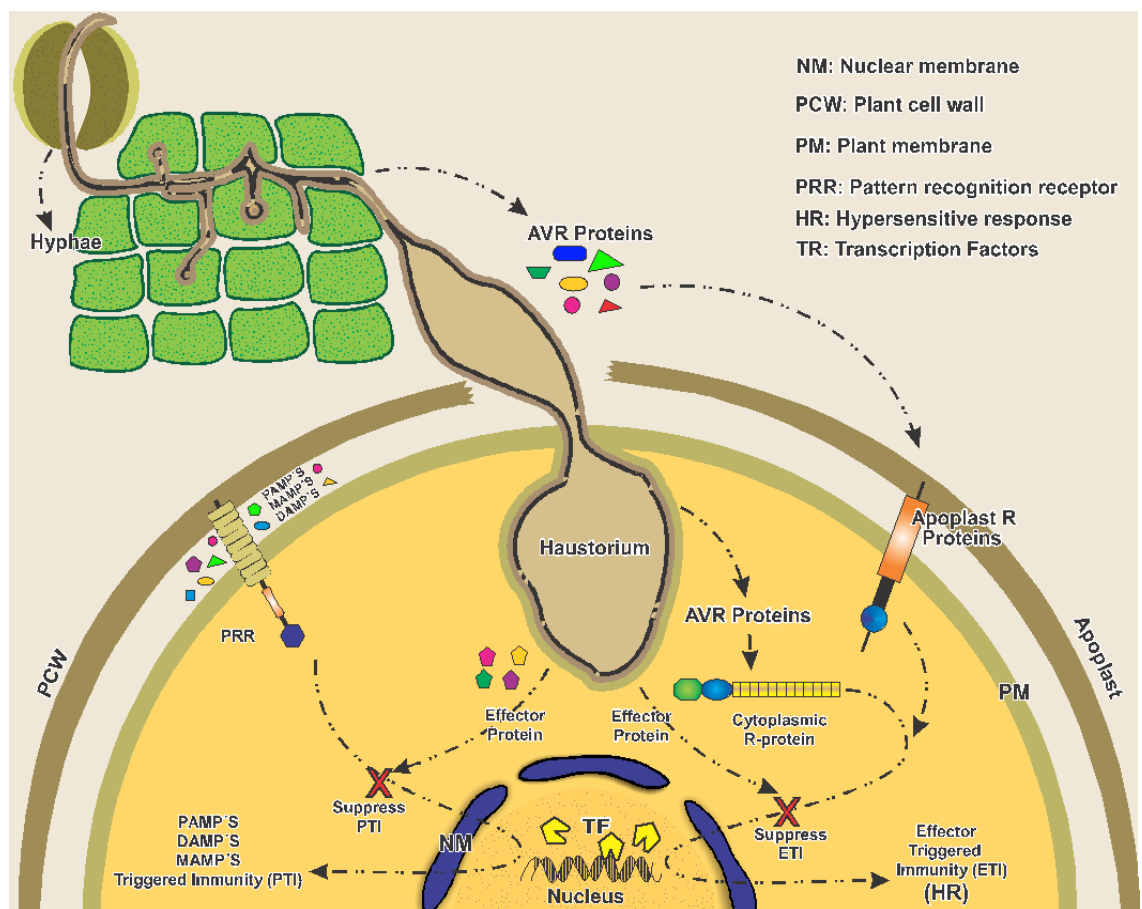 NM: Nuclear membrane
PCW: Plant cell wall
PM: Plant membrane
PRR: Pattern recognition receptor
HR: Hypersensitive response
TR: Transcription Factors
Hyphae
AVR Proteins
PAMP´S
MAMP´S
DAMP´S
PRR
Haustorium
Apoplast R
Proteins
AVR Proteins
PCW
Apoplast
PM
Effector
Protein
Effector
Protein
Cytoplasmic
R-protein
Suppress
PTI
Suppress
ETI
NM
TF
Nucleus
PAMP´S
DAMP´S
MAMP´S
Triggered Immunity (PTI)
Effector
Triggered
Immunity (ETI)
(HR)